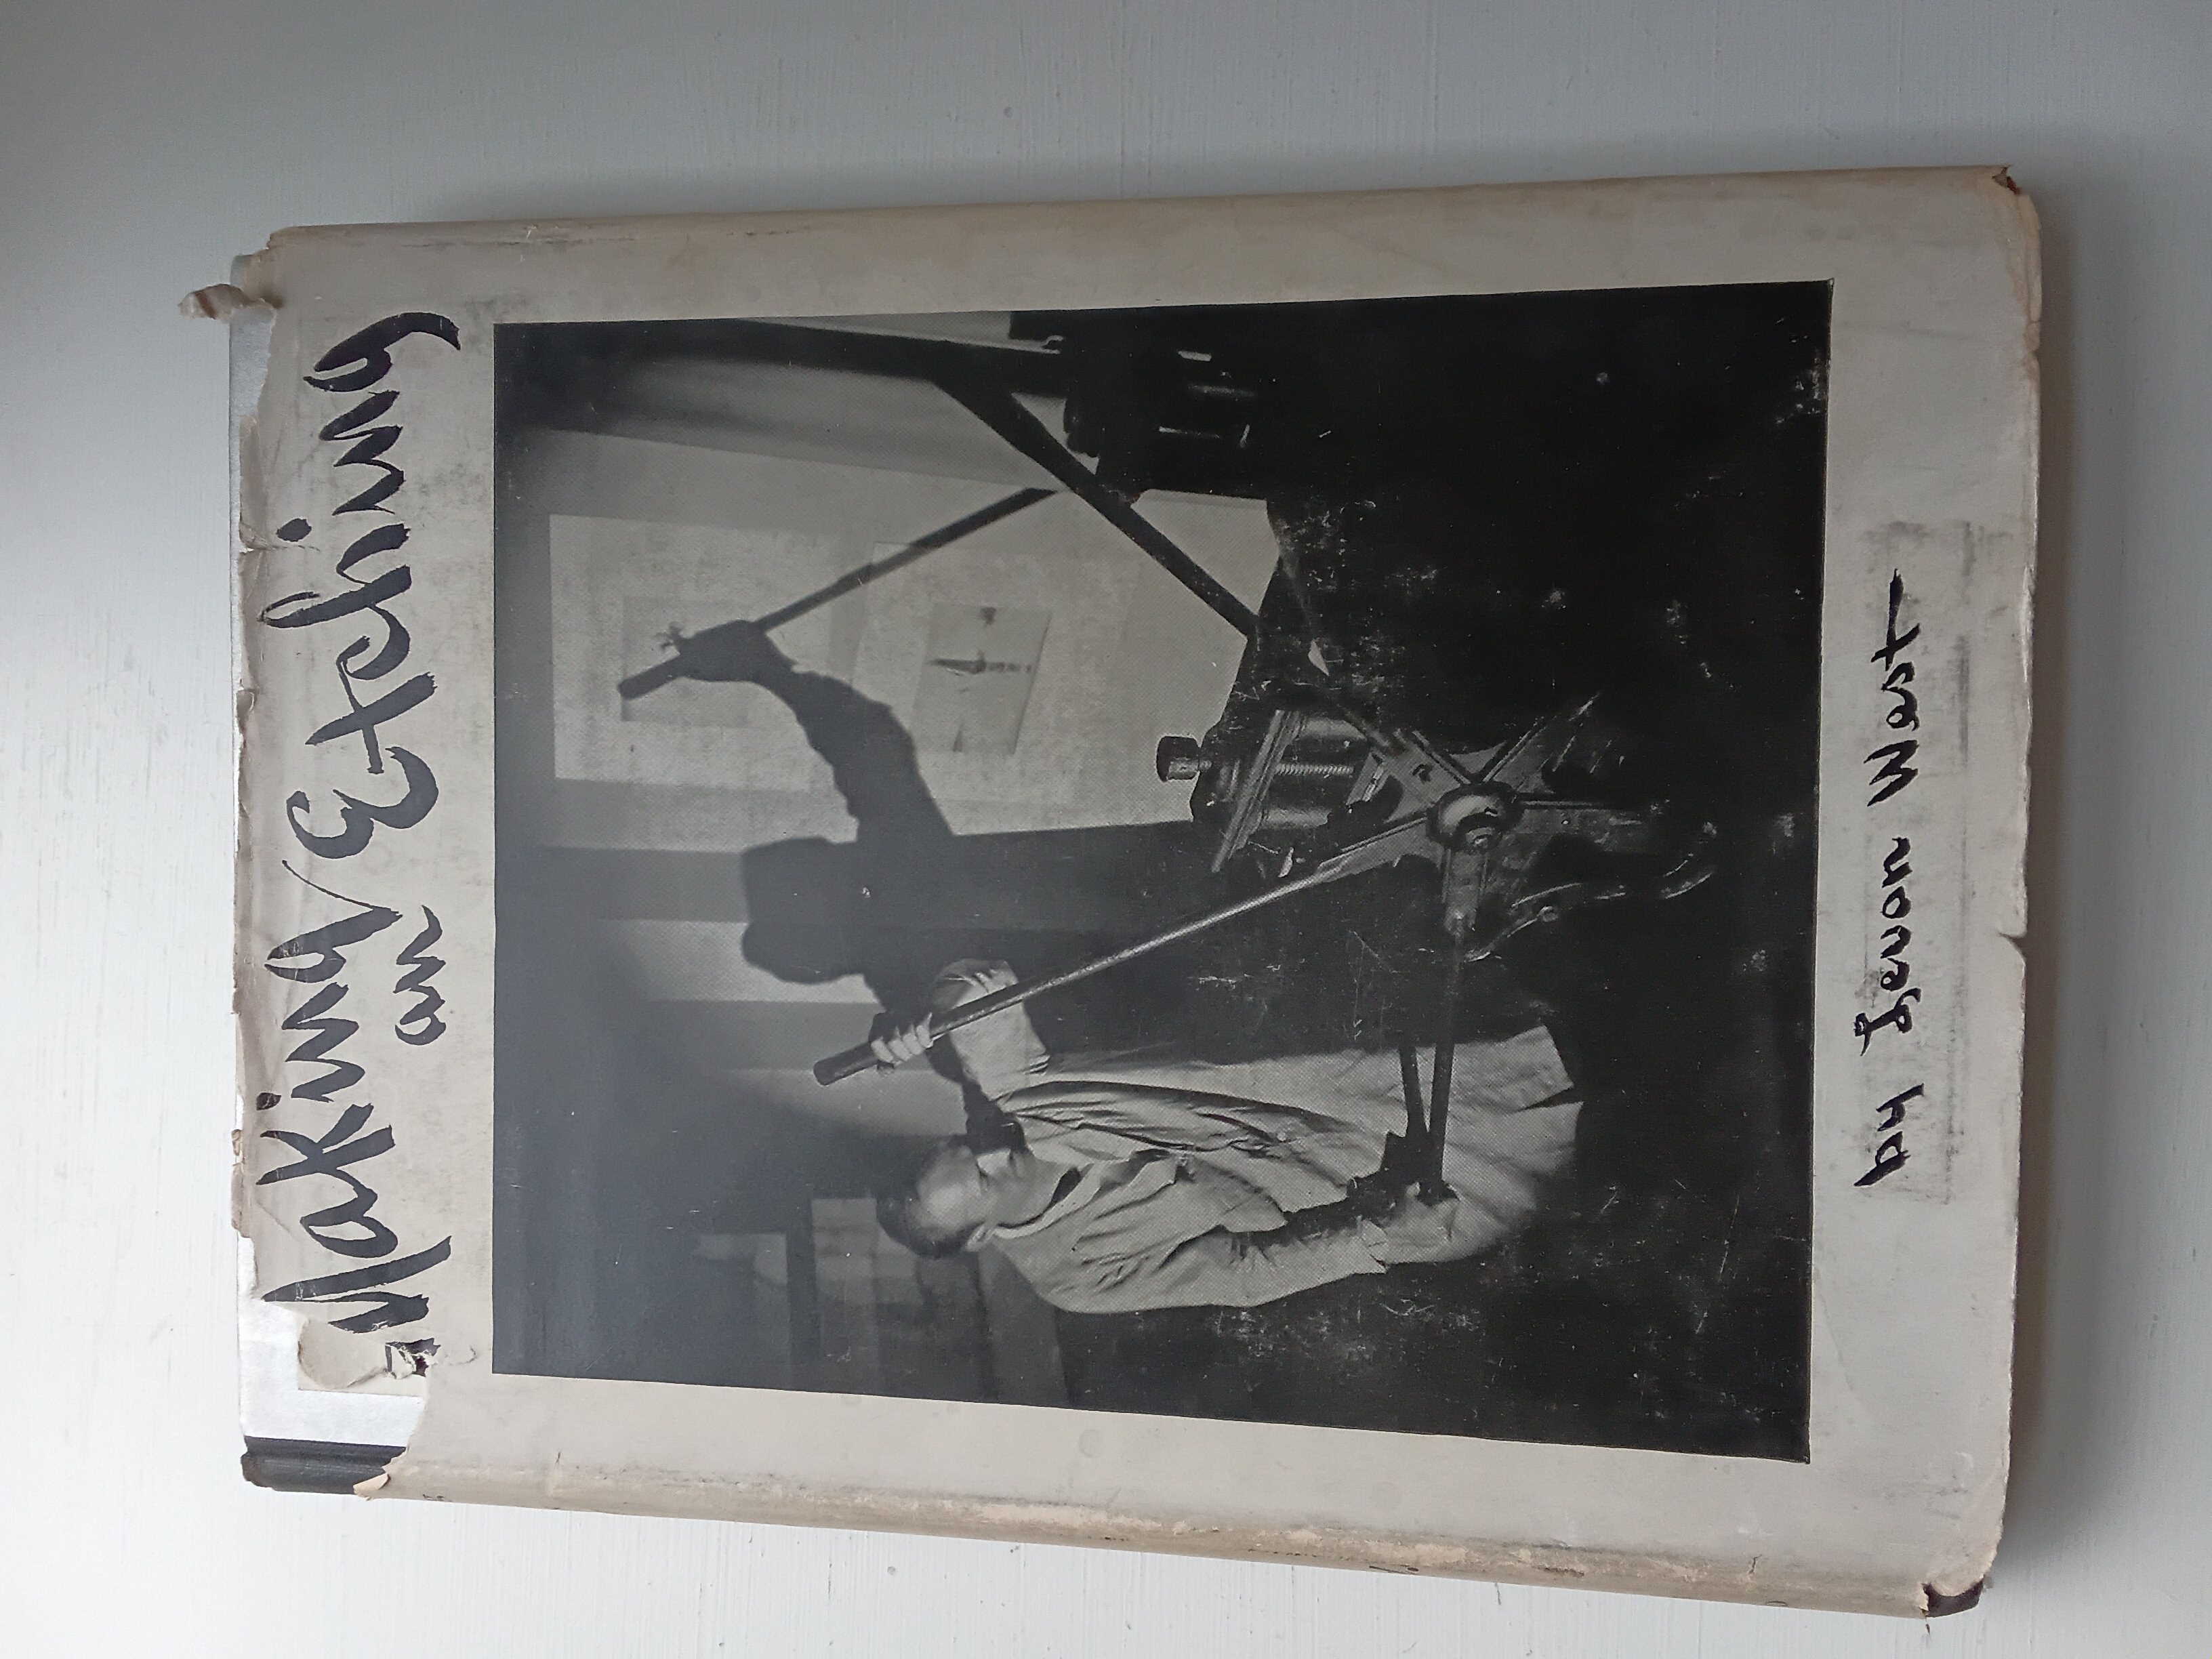 Making
an Etching
by Levon West